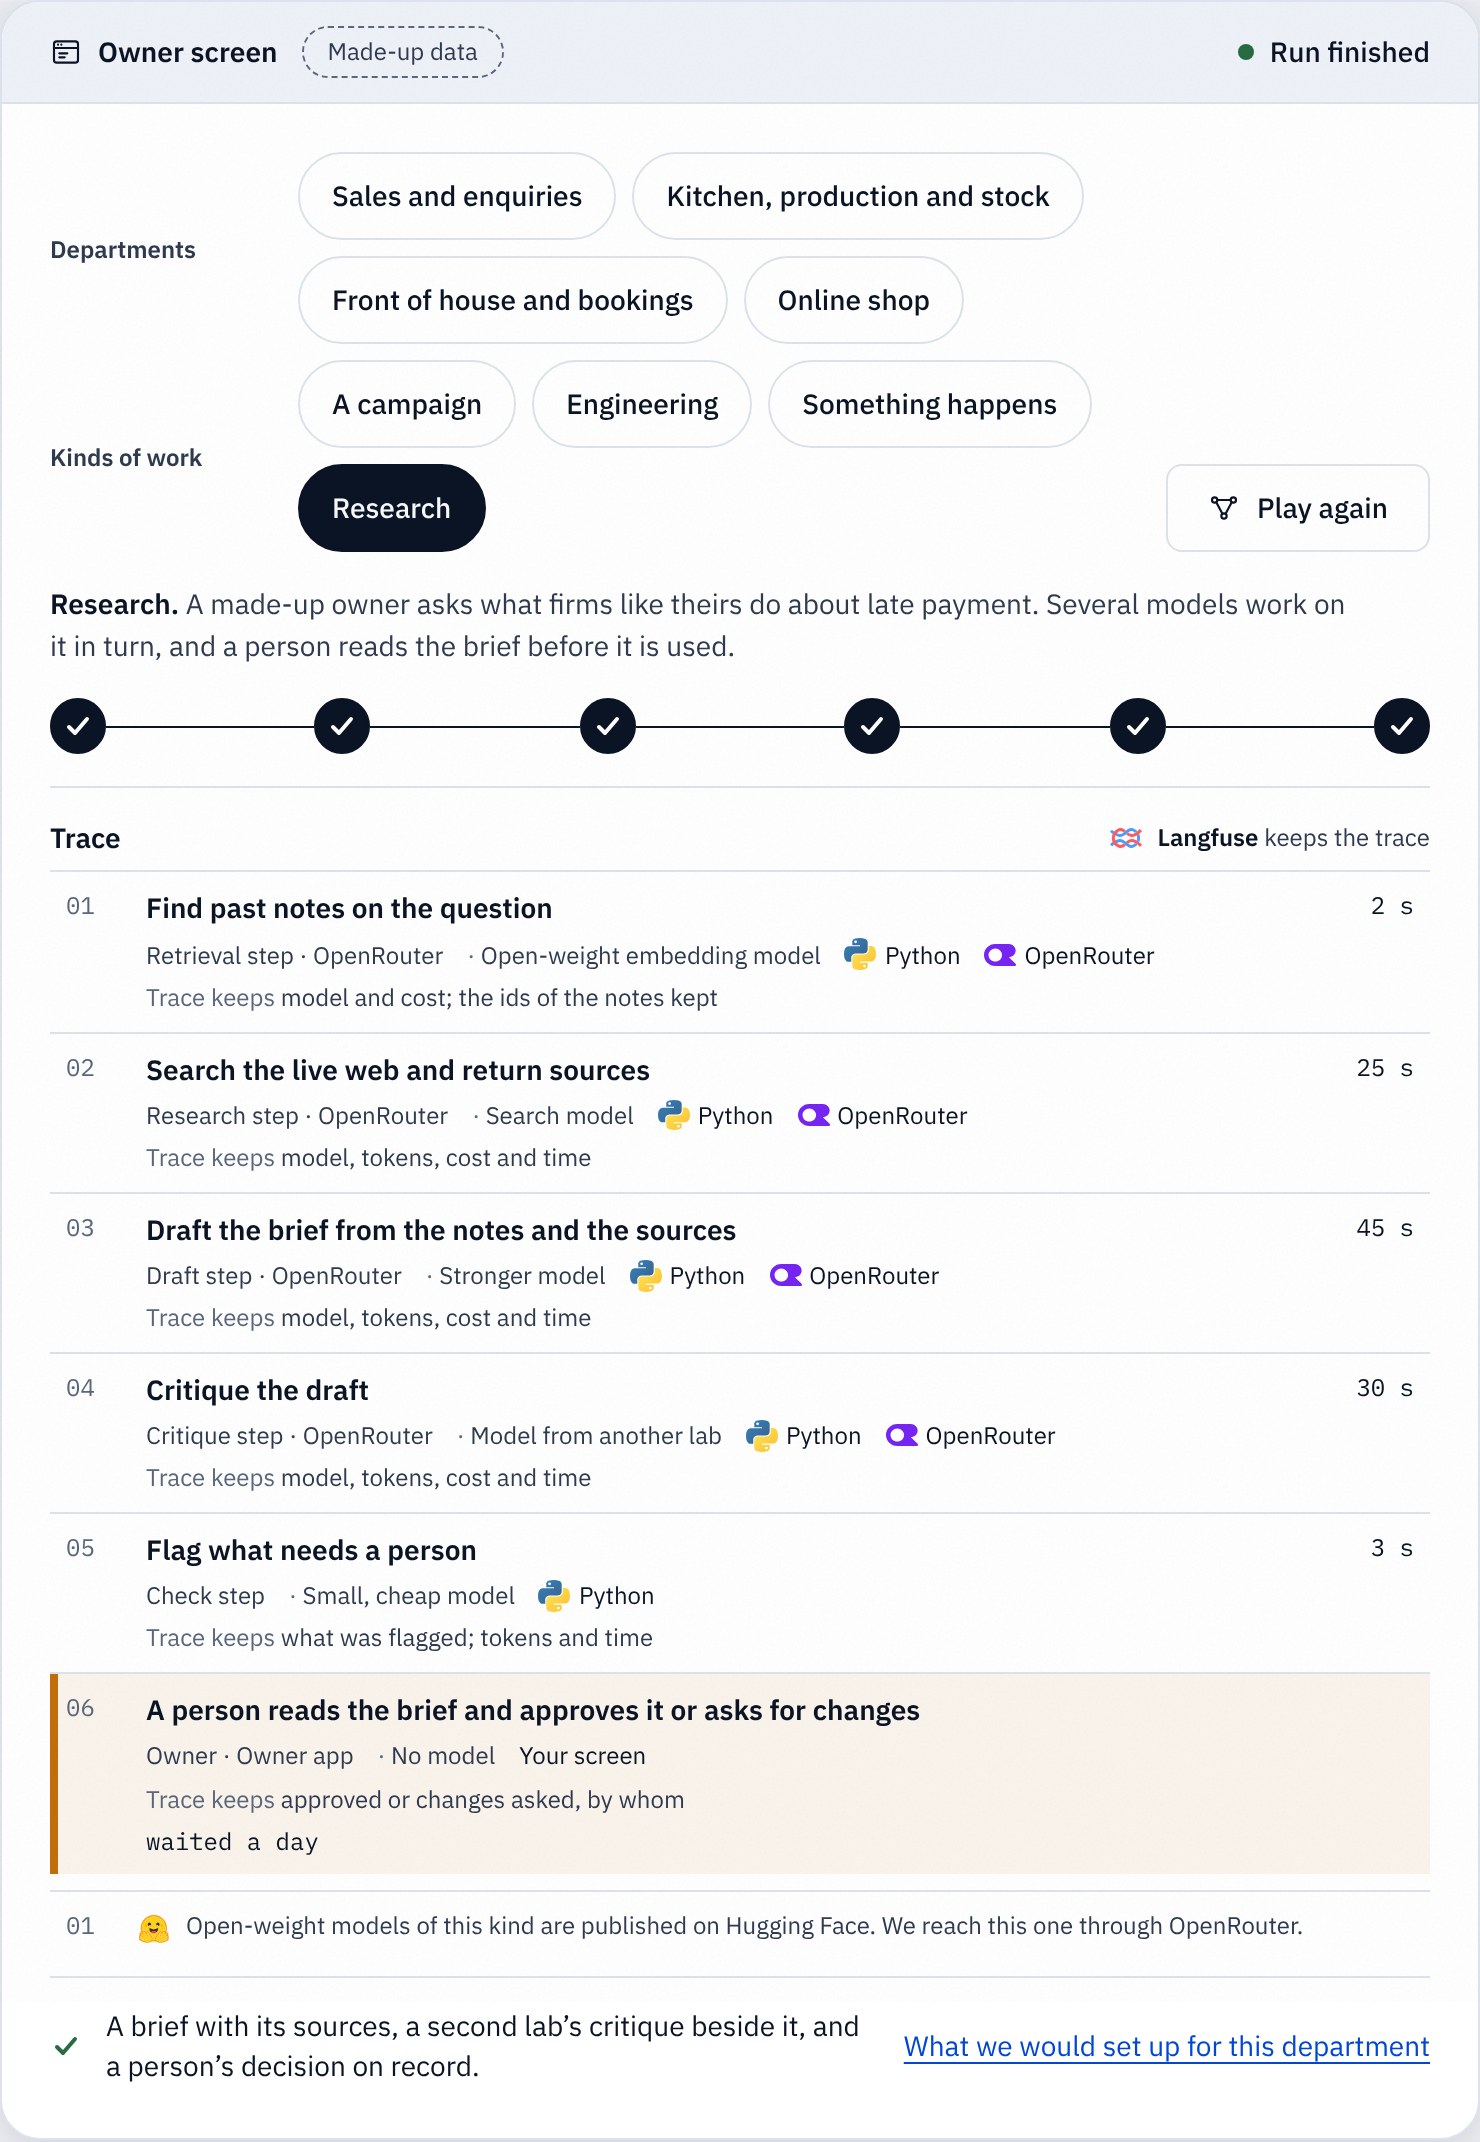 Owner screen
Made-up data
Run finished
Departments
Sales and enquiries
Kitchen, production and stock
Front of house and bookings
Online shop
Kinds of work
A campaign
Engineering
Something happens
Research
Play again
Research. A made-up owner asks what firms like theirs do about late payment. Several models work on
it in turn, and a person reads the brief before it is used.
Trace
Langfuse keeps the trace
01 Find past notes on the question 2 s
Retrieval step · OpenRouter · Open-weight embedding model Python OpenRouter
Trace keeps model and cost; the ids of the notes kept
02 Search the live web and return sources 25 s
Research step · OpenRouter · Search model Python OpenRouter
Trace keeps model, tokens, cost and time
03 Draft the brief from the notes and the sources 45 s
Draft step · OpenRouter · Stronger model Python OpenRouter
Trace keeps model, tokens, cost and time
04 Critique the draft 30 s
Critique step · OpenRouter · Model from another lab Python OpenRouter
Trace keeps model, tokens, cost and time
05 Flag what needs a person 3 s
Check step · Small, cheap model Python
Trace keeps what was flagged; tokens and time
06 A person reads the brief and approves it or asks for changes
Owner · Owner app · No model Your screen
Trace keeps approved or changes asked, by whom
waited a day
01 Open-weight models of this kind are published on Hugging Face. We reach this one through OpenRouter.
A brief with its sources, a second lab’s critique beside it, and
a person’s decision on record.
What we would set up for this department